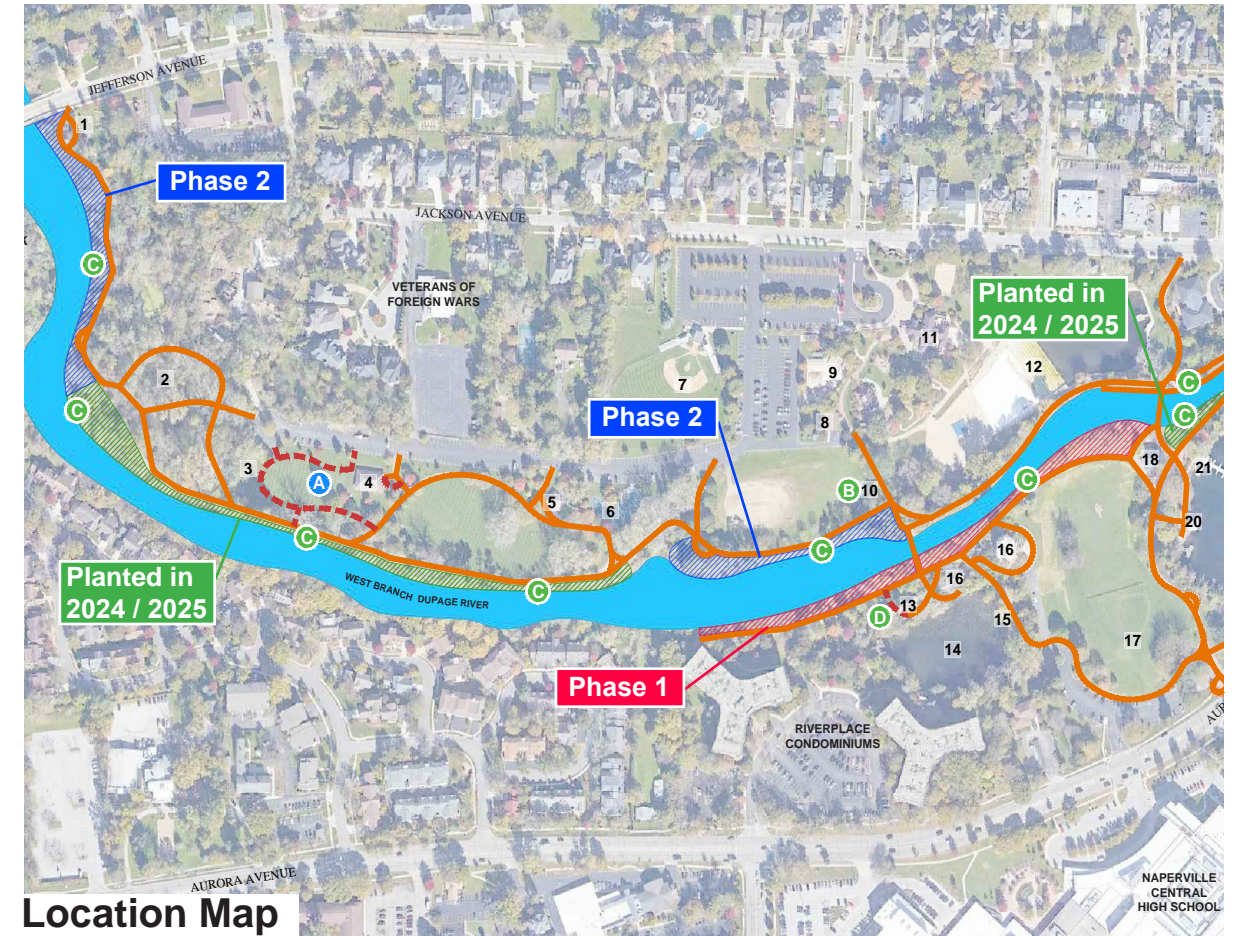 JEFFERSON AVENUE
1
Phase 2
JACKSON AVENUE
C
VETERANS OF
FOREIGN WARS
Planted in
2024 / 2025
11
12
2
7
9
C
C
C
Phase 2
8
18
21
3
A
4
B
10
C
5
6
20
C
C
16
16
Planted in
2024 / 2025
C
WEST BRANCH DUPAGE RIVER
13
D
15
14
17
Phase 1
RIVERPLACE
CONDOMINIUMS
AUR
AURORA AVENUE
NAPERVILLE
CENTRAL
HIGH SCHOOL
Location Map